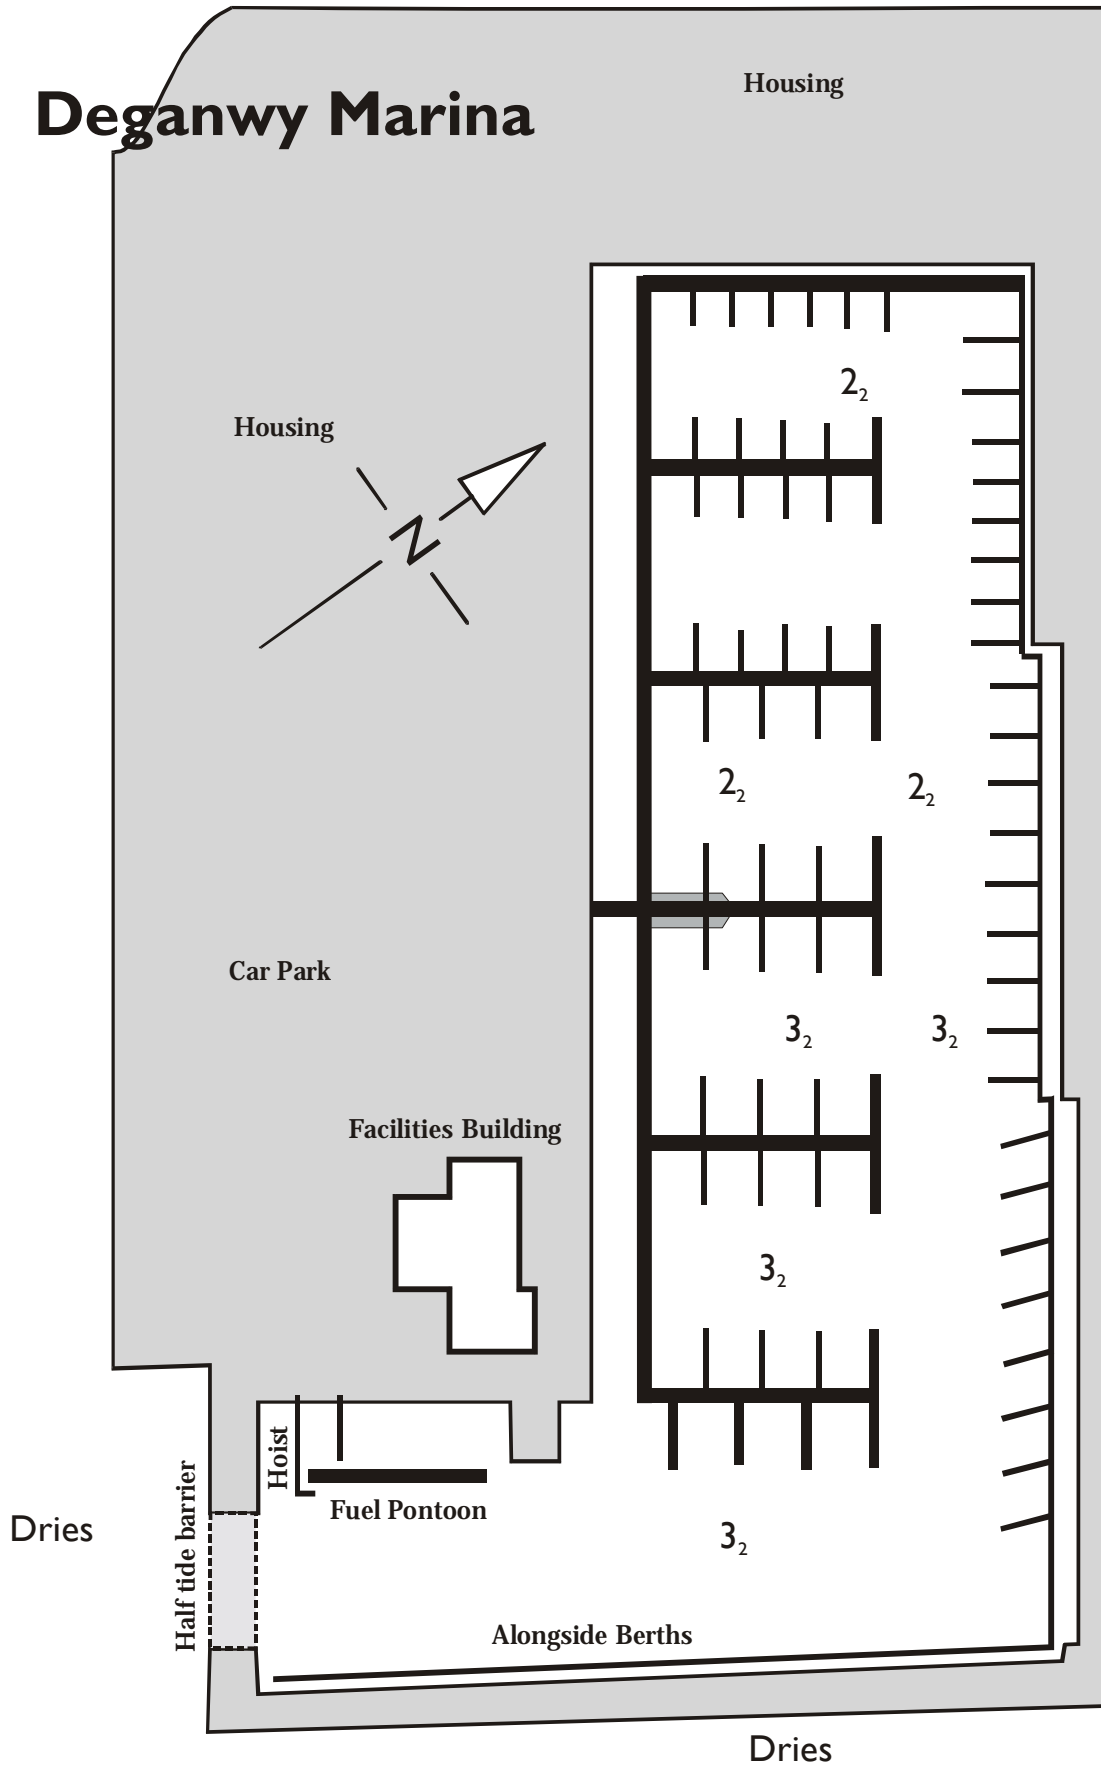 Housing
Deganwy Marina
2₂
Housing
N
2₂
2₂
Car Park
3₂
3₂
Facilities Building
3₂
Hoist
Fuel Pontoon
Half tide barrier
Dries
3₂
Alongside Berths
Dries